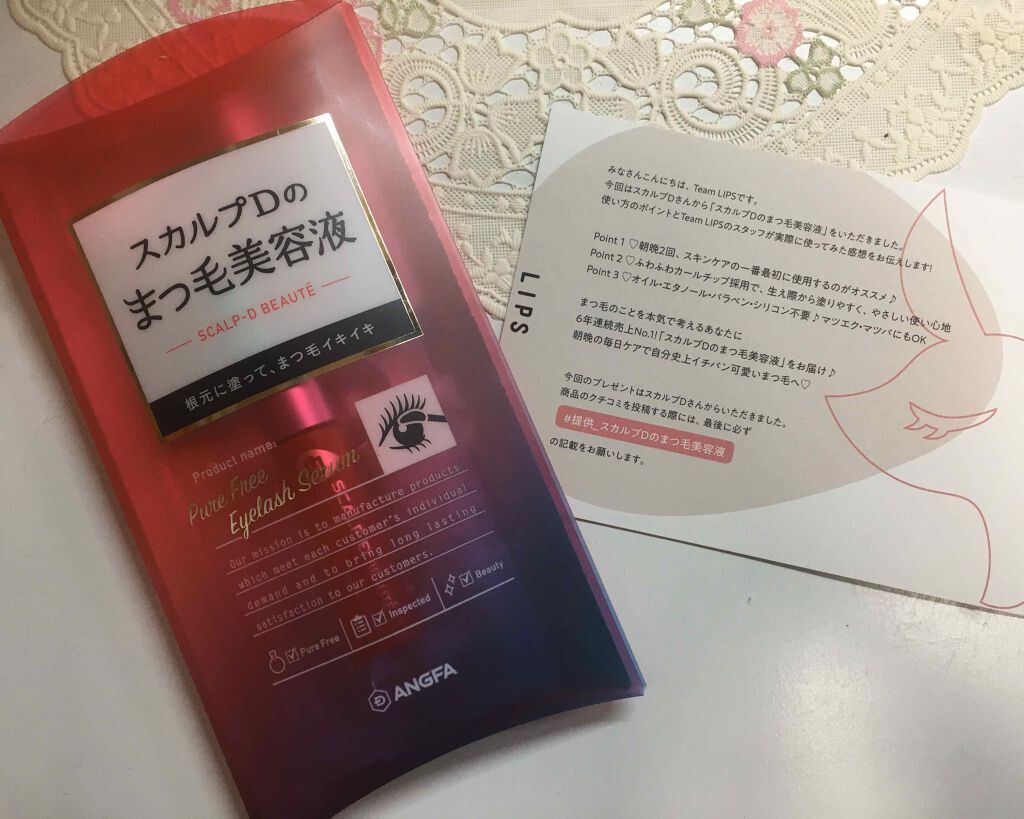 スカルプDの
まつ毛美容液
SCALP-D BEAUTÉ
根元に塗って、まつ毛イキイキ
Product name:
Pure Free
Eyelash Serum
Our mission is to manufacture products
which meet each customer's individual
demand and to bring long lasting
satisfaction to our customers.
Pure Free
Inspected
Beauty
ANGFA
LIPS
みなさんこんにちは、Team LIPSです。
今回はスカルプDさんから「スカルプDのまつ毛美容液」をいただきました。
使い方のポイントとTeam LIPSのスタッフが実際に使ってみた感想をお伝えします!
Point 1 ♡朝晩2回、スキンケアの一番最初に使用するのがオススメ♪
Point 2 ♡ふわふわカールチップ採用で、生え際から塗りやすく、やさしい使い心地
Point 3 ♡オイル・エタノール・パラベン・シリコン不要♪マツエク・マツパにもOK
まつ毛のことを本気で考えるあなたに
6年連続売上No.1!「スカルプDのまつ毛美容液」をお届け♪
朝晩の毎日ケアで自分史上イチバン可愛いまつ毛へ♡
今回のプレゼントはスカルプDさんからいただきました。
商品のクチコミを投稿する際には、最後に必ず
#提供_スカルプDのまつ毛美容液
の記載をお願いします。